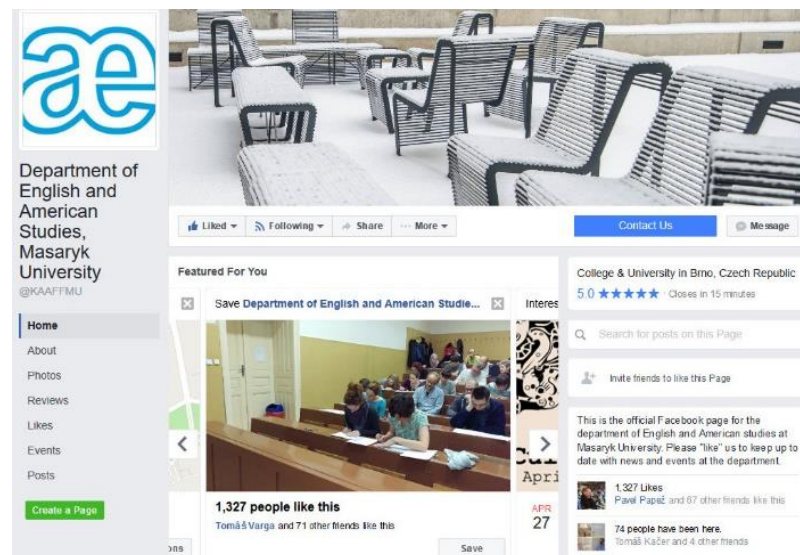 æ
Department of
English and
American
Studies,
Masaryk
University
@KAAFFMU
Home
About
Photos
Reviews
Likes
Events
Posts
Create a Page
Liked
Following
Share
More
Contact Us
Message
Featured For You
Save Department of English and American Studie...
Interes
1,327 people like this
Tomáš Varga and 71 other friends like this
Save
ons
Apri
APR
27
College & University in Brno, Czech Republic
5.0 ★★★★★ · Closes in 15 minutes
Search for posts on this Page
Invite friends to like this Page
This is the official Facebook page for the
department of English and American studies at
Masaryk University. Please "like" us to keep up to
date with news and events at the department.
1,327 Likes
Pavel Papež and 67 other friends like this
74 people have been here.
Tomáš Kačer and 4 other friends